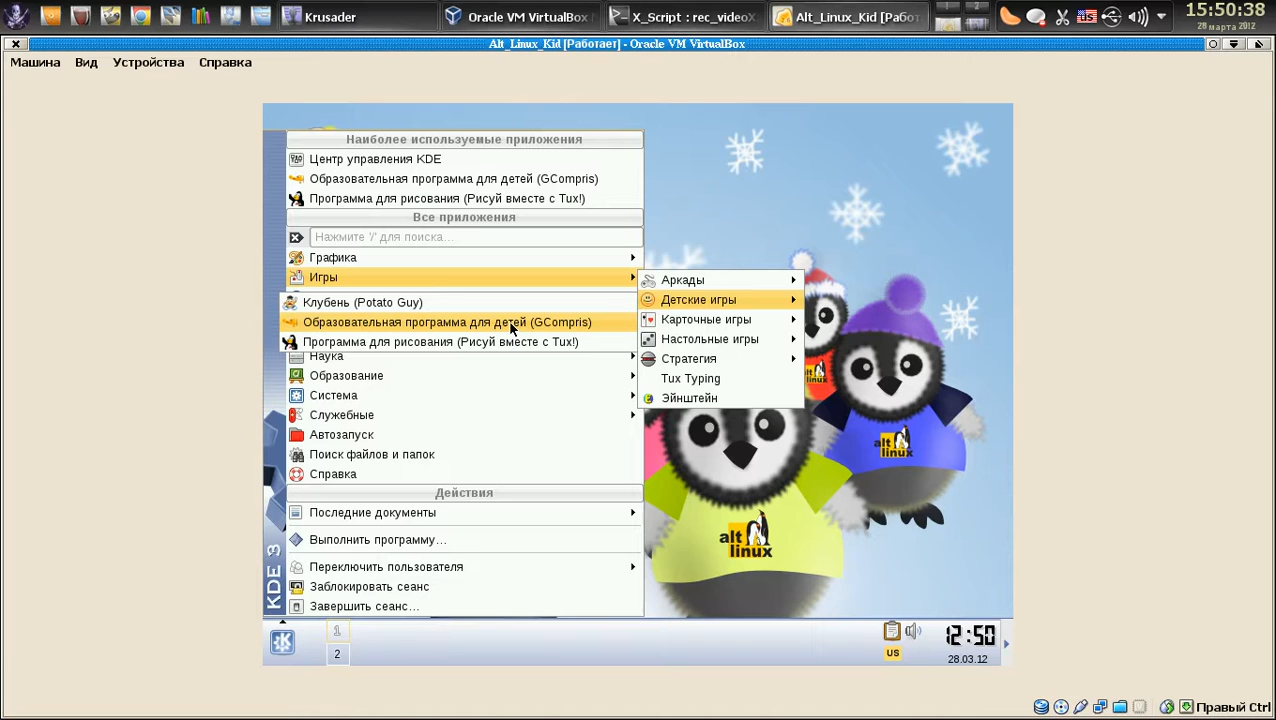 Krusader
Oracle VM VirtualBox
X_Script : rec_videoX
Alt_Linux_Kid [Работ
1
2
15:50:38
28 марта 2012
Alt_Linux_Kid [Работает] - Oracle VM VirtualBox
Машина Вид Устройства Справка
Наиболее используемые приложения
Центр управления KDE
Образовательная программа для детей (GCompris)
Программа для рисования (Рисуй вместе с Tux!)
Все приложения
Нажмите '/' для поиска...
Графика
Игры
Клубень (Potato Guy)
Образовательная программа для детей (GCompris)
Программа для рисования (Рисуй вместе с Tux!)
Наука
Образование
Система
Служебные
Автозапуск
Поиск файлов и папок
Справка
Действия
Последние документы
Выполнить программу...
Переключить пользователя
Заблокировать сеанс
Завершить сеанс...
KDE 3
Аркады
Детские игры
Карточные игры
Настольные игры
Стратегия
Tux Typing
Эйнштейн
alt
linux
alt
linux
alt
linux
1
2
US
12:50
28.03.12
Правый Ctrl